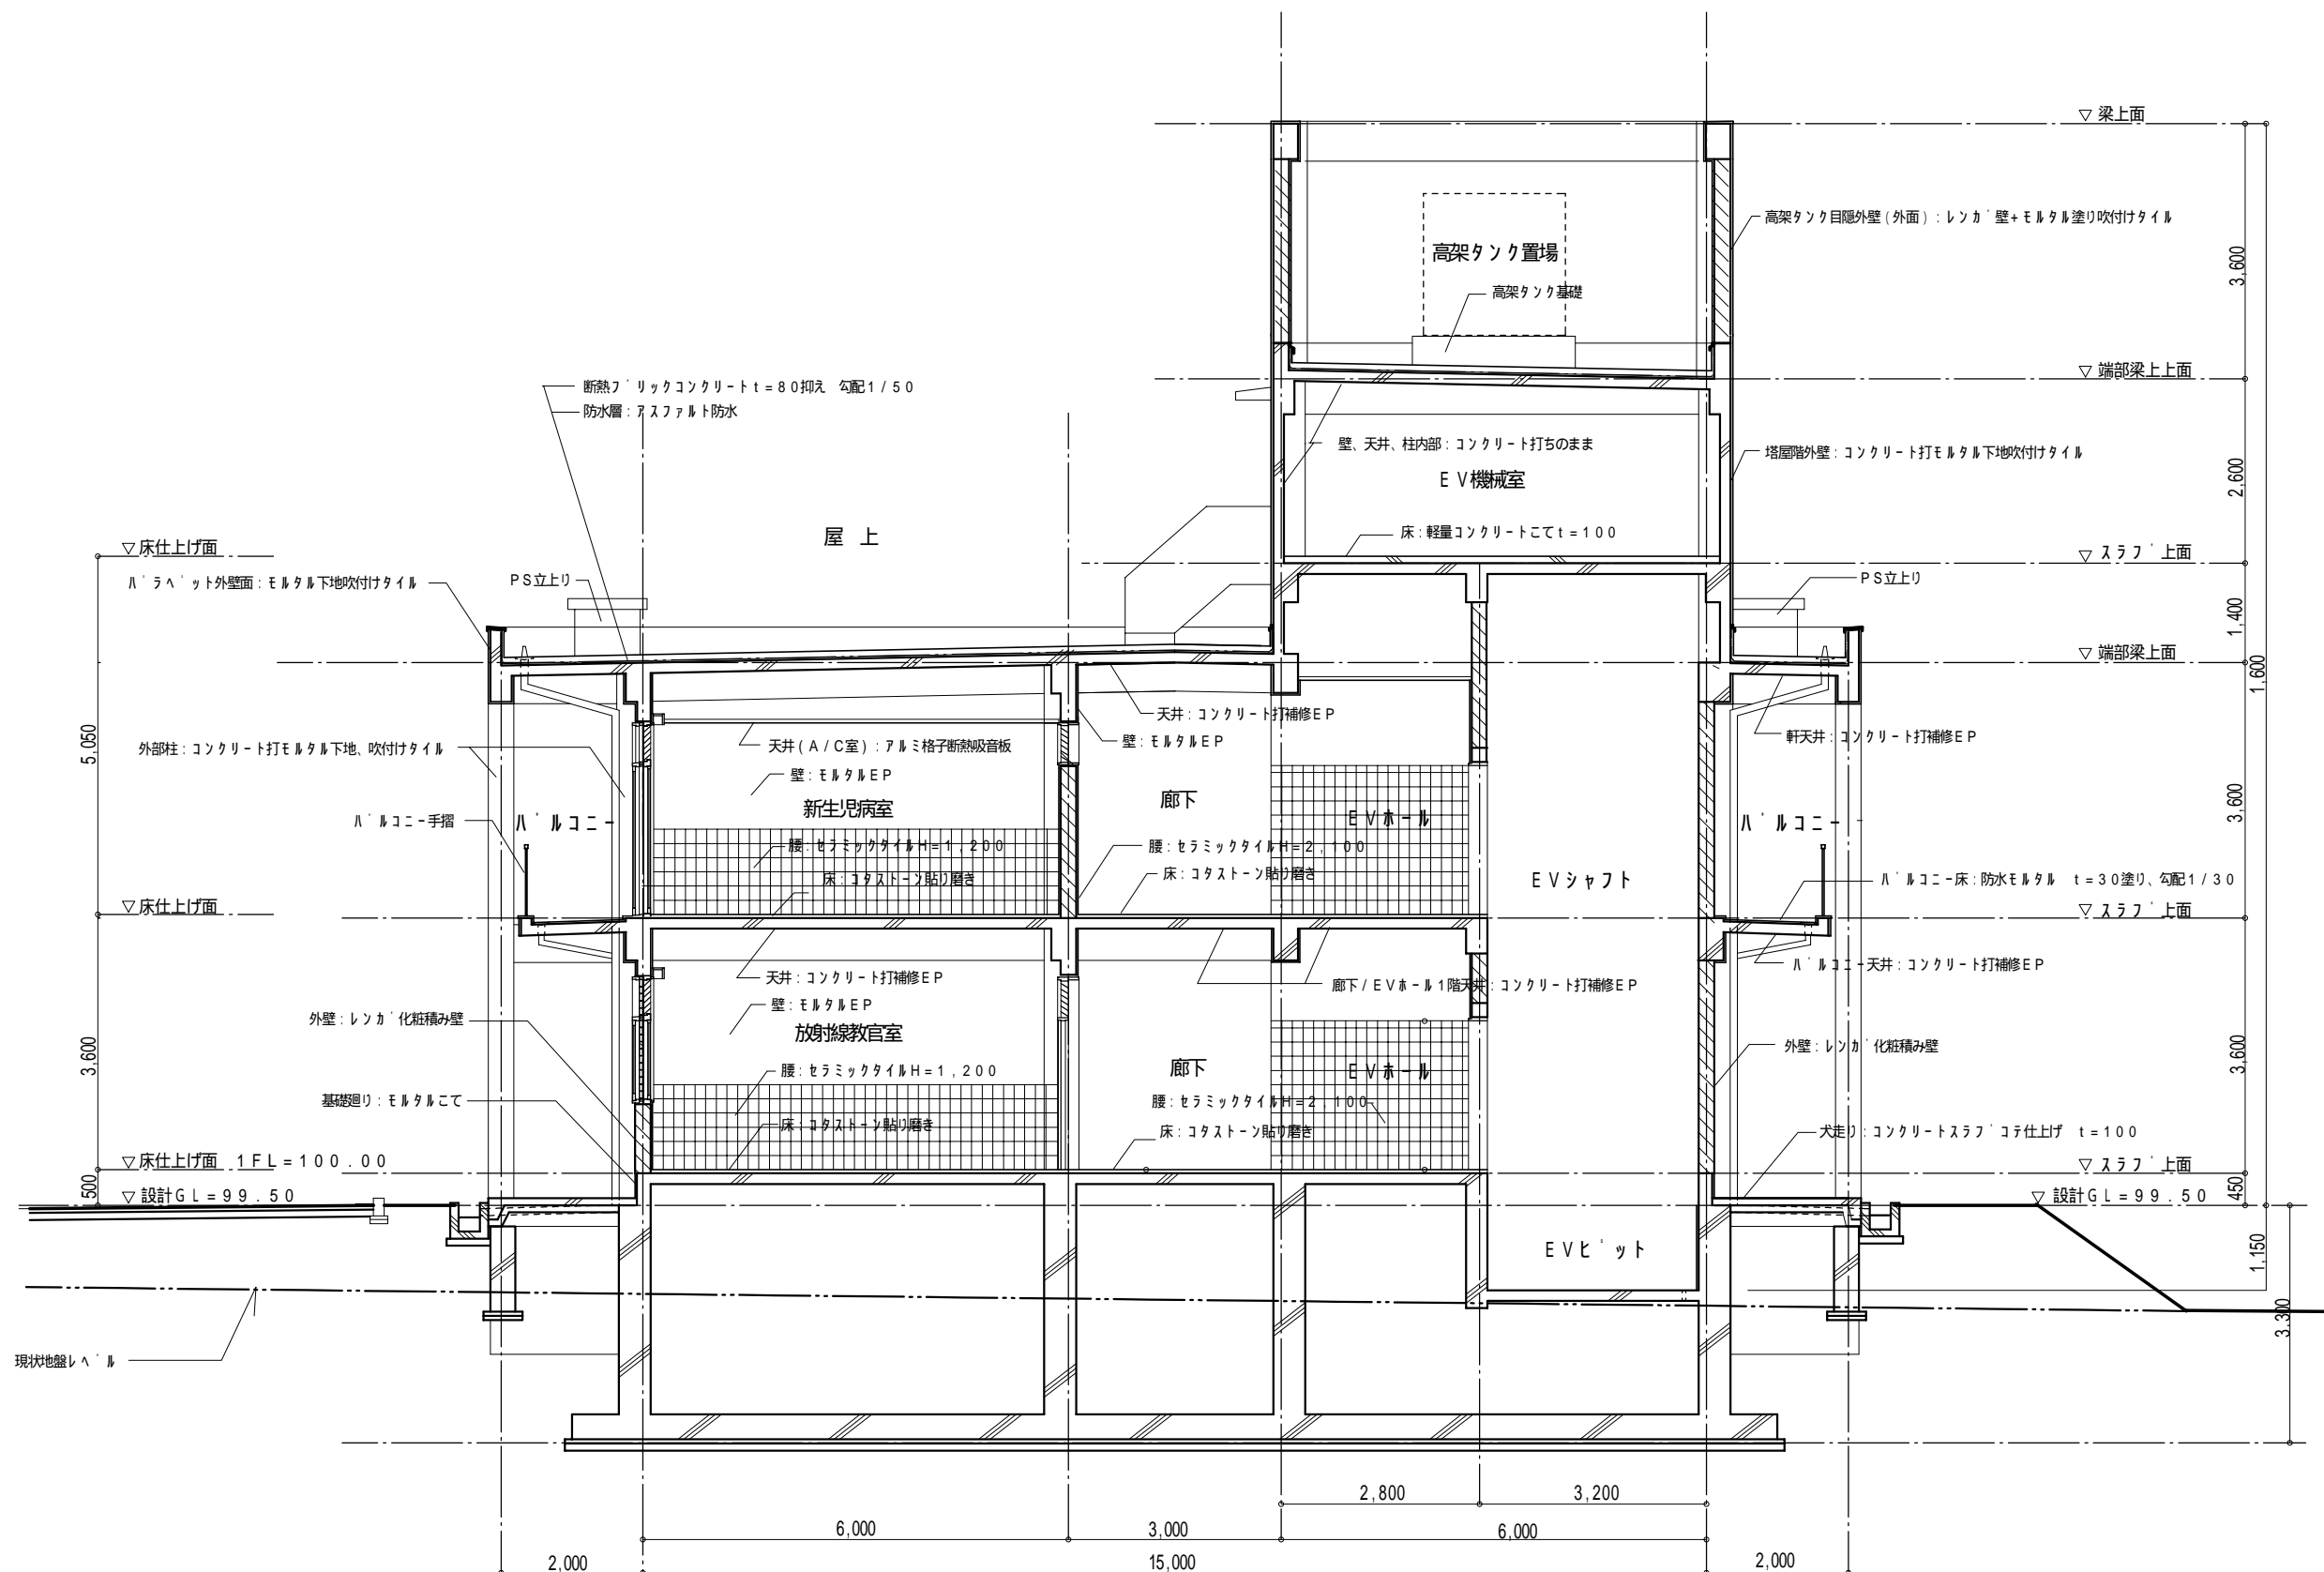 ▽ 梁上面
高架タンク目隠外壁(外面):レンガ壁+モルタル塗り吹付けタイル
高架タンク置場
3,600
高架タンク基礎
▽ 端部梁上上面
断熱ブリックコンクリートt=80抑え 勾配1/50
防水層:アスファルト防水
壁、天井、柱内部:コンクリート打ちのまま
塔屋階外壁:コンクリート打モルタル下地吹付けタイル
EV機械室
2,600
屋 上
床:軽量コンクリートこてt=100
▽ 床仕上げ面
▽ スラブ上面
パラペット外壁面:モルタル下地吹付けタイル
PS立上り
PS立上り
1,400
▽ 端部梁上面
1,600
天井:コンクリート打補修EP
軒天井:コンクリート打補修EP
壁:モルタルEP
5,050
外部柱:コンクリート打モルタル下地、吹付けタイル
天井(A/C室):アルミ格子断熱吸音板
壁:モルタルEP
新生児病室
廊下
3,600
バルコニー手摺
バルコニー
EVホール
バルコニー
腰:セラミックタイルH=1,200
腰:セラミックタイルH=2,100
床:コタストーン貼り磨き
床:コタストーン貼り磨き
EVシャフト
バルコニー床:防水モルタル t=30塗り、勾配1/30
▽ 床仕上げ面
▽ スラブ上面
天井:コンクリート打補修EP
廊下/EVホール1階天井:コンクリート打補修EP
バルコニー天井:コンクリート打補修EP
壁:モルタルEP
外壁:レンガ化粧積み壁
放射線教官室
外壁:レンガ化粧積み壁
3,600
3,600
腰:セラミックタイルH=1,200
廊下
EVホール
基礎廻り:モルタルこて
腰:セラミックタイルH=2,100
床:コタストーン貼り磨き
床:コタストーン貼り磨き
犬走り:コンクリートスラブコテ仕上げ t=100
▽ 床仕上げ面 1FL=100.00
▽ スラブ上面
500
450
▽ 設計GL=99.50
▽ 設計GL=99.50
EVピット
1,150
3,300
現状地盤レベル
2,800
3,200
6,000
3,000
6,000
2,000
15,000
2,000